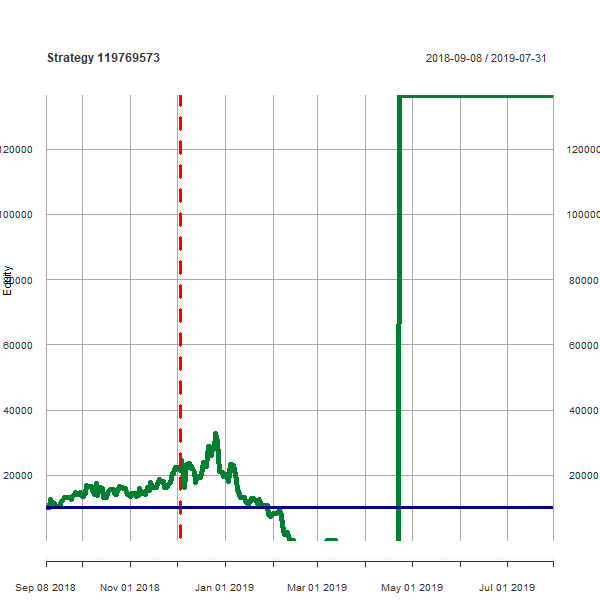 Strategy 119769573
2018-09-08 / 2019-07-31
120000
120000
100000
100000
80000
80000
Equity
60000
60000
40000
40000
20000
20000
Sep 08 2018
Nov 01 2018
Jan 01 2019
Mar 01 2019
May 01 2019
Jul 01 2019